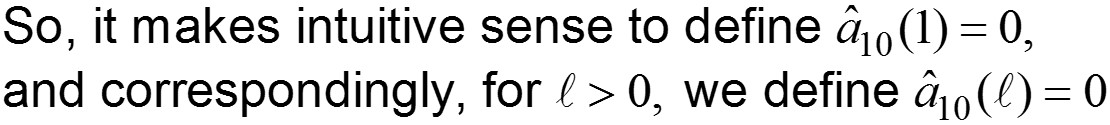 So, it makes intuitive sense to define â₁₀(1) = 0,
and correspondingly, for ℓ > 0, we define â₁₀(ℓ) = 0